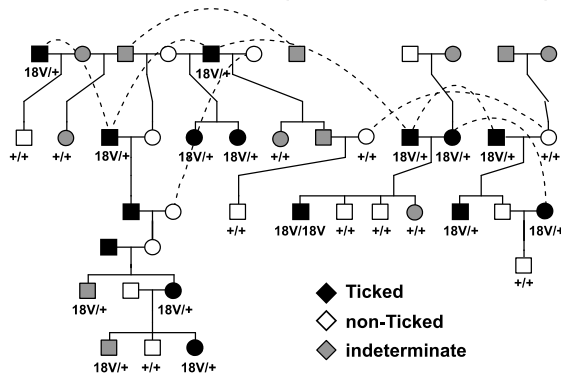 18V/+ 18V/+
+/+ +/+ 18V/+ 18V/+ 18V/+ +/+ +/+ 18V/+ 18V/+ 18V/+ +/+
+/+ 18V/18V +/+ +/+ +/+ 18V/+ 18V/+
+/+
18V/+ 18V/+
Ticked
non-Ticked
indeterminate
18V/+ +/+ 18V/+